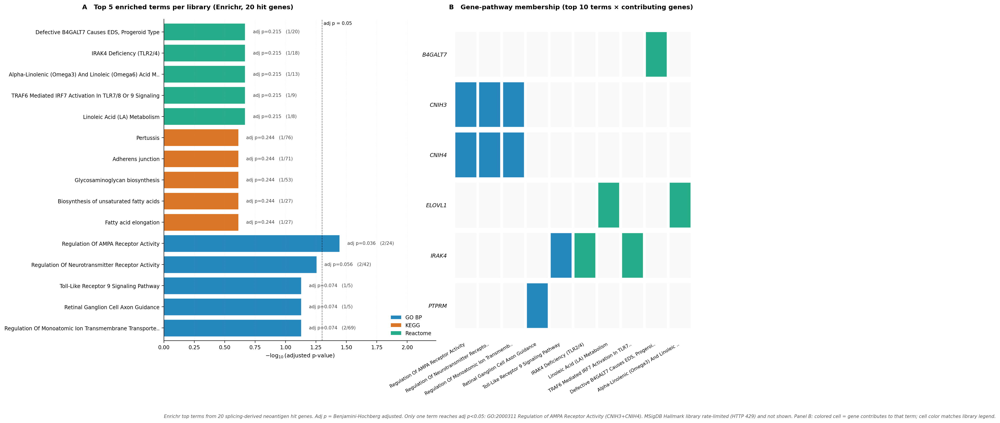 A   Top 5 enriched terms per library (Enrichr, 20 hit genes)
adj p = 0.05
Defective B4GALT7 Causes EDS, Progeroid Type
adj p=0.215   (1/20)
IRAK4 Deficiency (TLR2/4)
adj p=0.215   (1/18)
Alpha-Linolenic (Omega3) And Linoleic (Omega6) Acid M..
adj p=0.215   (1/13)
TRAF6 Mediated IRF7 Activation In TLR7/8 Or 9 Signaling
adj p=0.215   (1/9)
Linoleic Acid (LA) Metabolism
adj p=0.215   (1/8)
Pertussis
adj p=0.244   (1/76)
Adherens junction
adj p=0.244   (1/71)
Glycosaminoglycan biosynthesis
adj p=0.244   (1/53)
Biosynthesis of unsaturated fatty acids
adj p=0.244   (1/27)
Fatty acid elongation
adj p=0.244   (1/27)
Regulation Of AMPA Receptor Activity
adj p=0.036   (2/24)
Regulation Of Neurotransmitter Receptor Activity
adj p=0.056   (2/42)
Toll-Like Receptor 9 Signaling Pathway
adj p=0.074   (1/5)
Retinal Ganglion Cell Axon Guidance
adj p=0.074   (1/5)
Regulation Of Monoatomic Ion Transmembrane Transporte..
adj p=0.074   (2/69)
GO BP
KEGG
Reactome
0.00 0.25 0.50 0.75 1.00 1.25 1.50 1.75 2.00
−log10 (adjusted p-value)
B   Gene-pathway membership (top 10 terms × contributing genes)
B4GALT7
CNIH3
CNIH4
ELOVL1
IRAK4
PTPRM
Regulation Of AMPA Receptor Activity
Regulation Of Neurotransmitter Recepto..
Regulation Of Monoatomic Ion Transmemb..
Retinal Ganglion Cell Axon Guidance
Toll-Like Receptor 9 Signaling Pathway
IRAK4 Deficiency (TLR2/4)
Linoleic Acid (LA) Metabolism
TRAF6 Mediated IRF7 Activation In TLR7..
Defective B4GALT7 Causes EDS, Progeroi..
Alpha-Linolenic (Omega3) And Linoleic ..
Enrichr top terms from 20 splicing-derived neoantigen hit genes. Adj p = Benjamini-Hochberg adjusted. Only one term reaches adj p<0.05: GO:2000311 Regulation of AMPA Receptor Activity (CNIH3+CNIH4). MSigDB Hallmark library rate-limited (HTTP 429) and not shown. Panel B: colored cell = gene contributes to that term; cell color matches library legend.